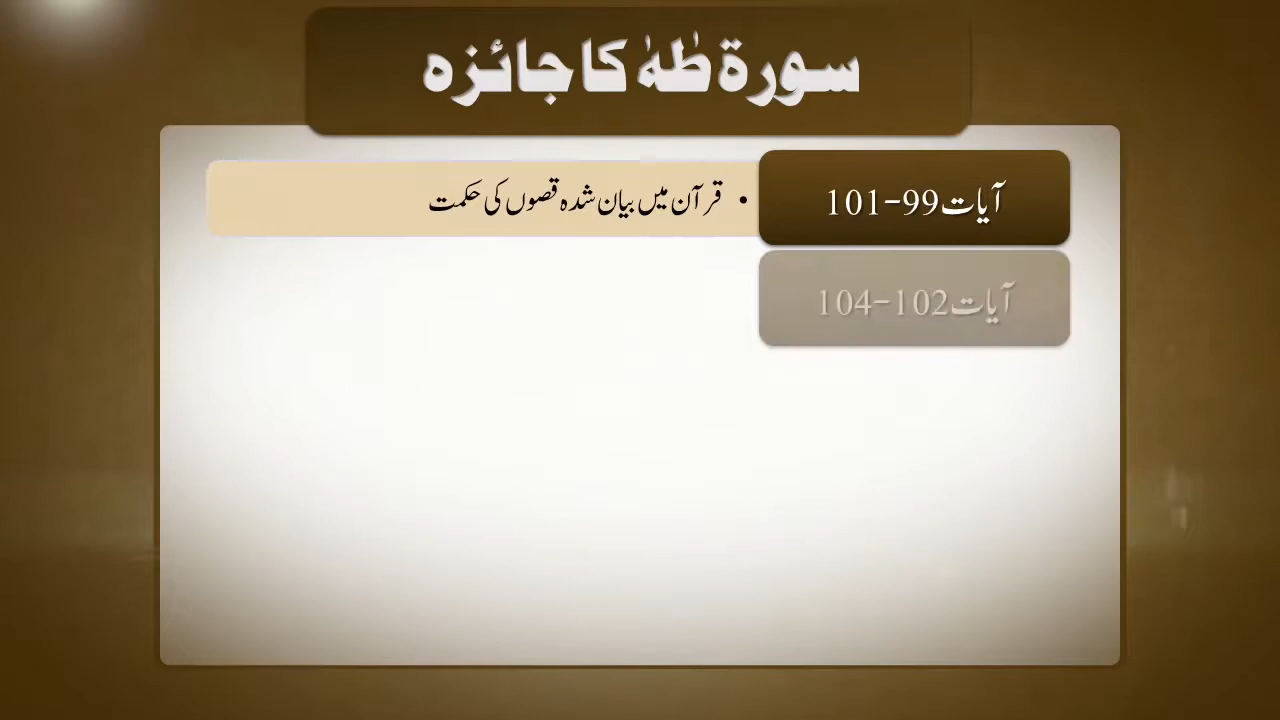 سورۃ طٰہٰ کا جائزہ
آیات 99-101
• قرآن میں بیان شدہ قصوں کی حکمت
آیات 102-104